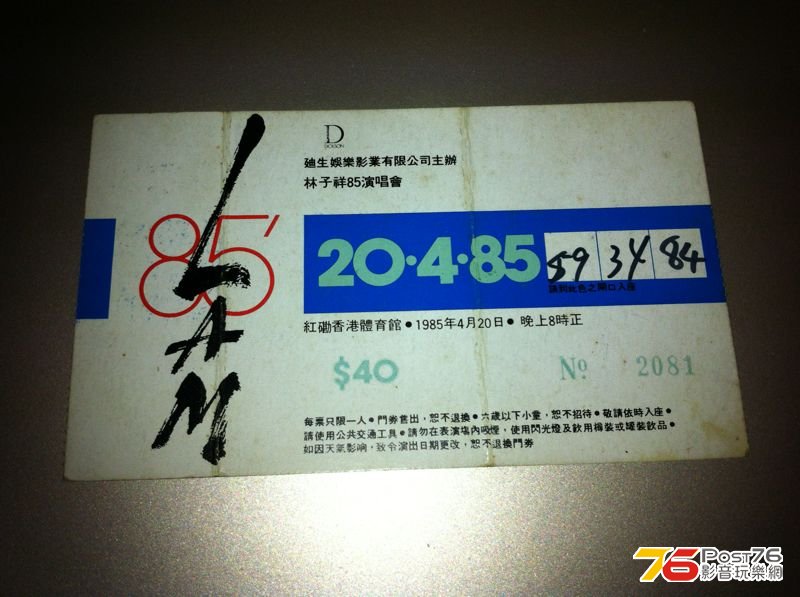 D
DICKSON
廸生娛樂影業有限公司主辦
林子祥85演唱會
85'
LAM
20·4·85
59 34 84
請到此色之閘口入座
紅磡香港體育館•1985年4月20日•晚上8時正
$40
Nº 2081
每票只限一人•門券售出，恕不退換•六歲以下小童，恕不招待•敬請依時入座•
請使用公共交通工具•請勿在表演場內吸煙，使用閃光燈及飲用樽裝或罐裝飲品•
如因天氣影响，致令演出日期更改，恕不退換門券
76 POST76
影音玩樂網